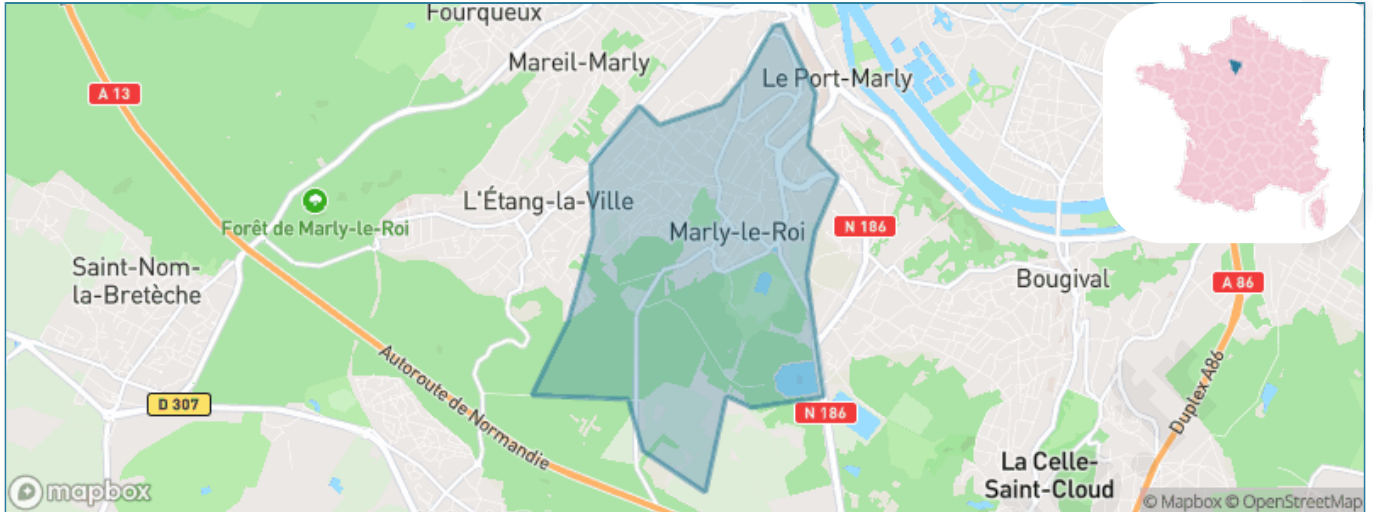 Fourqueux
Mareil-Marly
Le Port-Marly
A 13
L'Étang-la-Ville
Forêt de Marly-le-Roi
Marly-le-Roi
N 186
Saint-Nom-
la-Bretèche
Bougival
A 86
Autoroute de Normandie
D 307
N 186
Duplex A86
La Celle-
Saint-Cloud
mapbox
© Mapbox © OpenStreetMap